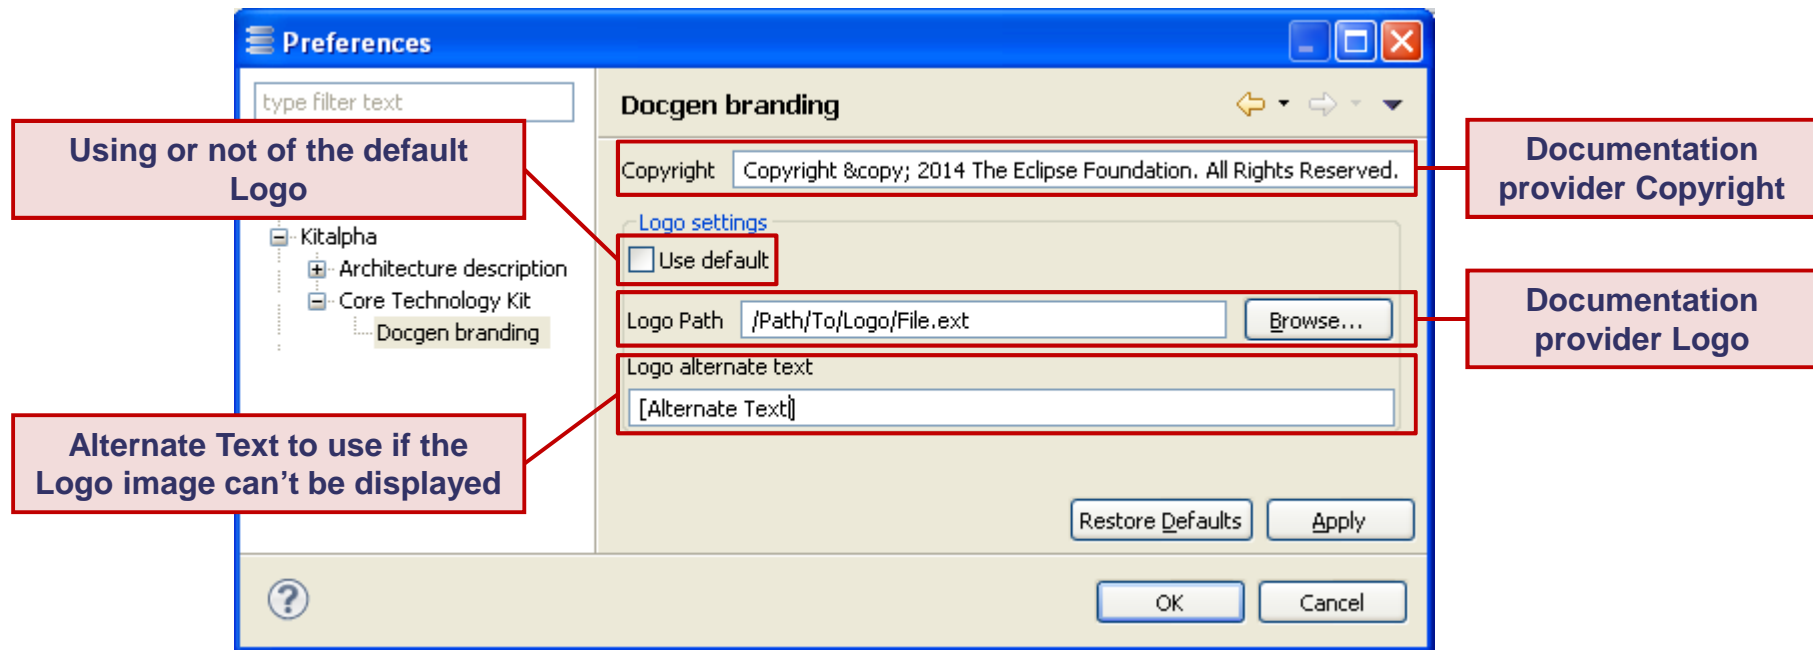 Preferences
type filter text
Docgen branding
Using or not of the default
Logo
Copyright Copyright &copy; 2014 The Eclipse Foundation. All Rights Reserved.
Documentation
provider Copyright
Logo settings
Kitalpha
Use default
Architecture description
Core Technology Kit
Docgen branding
Logo Path /Path/To/Logo/File.ext Browse...
Documentation
provider Logo
Logo alternate text
[Alternate Text]
Alternate Text to use if the
Logo image can’t be displayed
Restore Defaults Apply
? OK Cancel